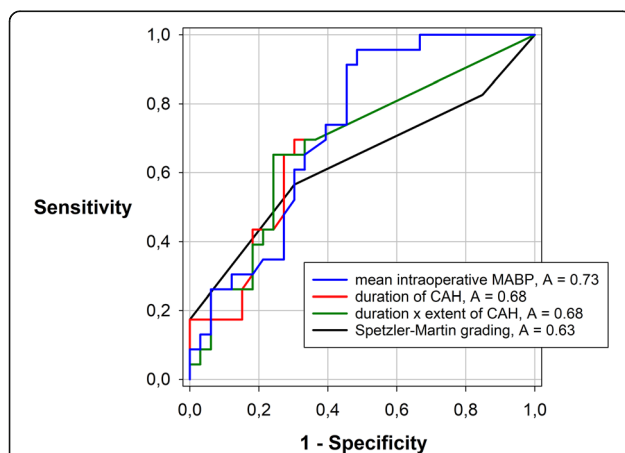 1,0
0,8
0,6
Sensitivity
0,4
0,2
0,0
mean intraoperative MABP, A = 0.73
duration of CAH, A = 0.68
duration x extent of CAH, A = 0.68
Spetzler-Martin grading, A = 0.63
0,0 0,2 0,4 0,6 0,8 1,0
1 - Specificity